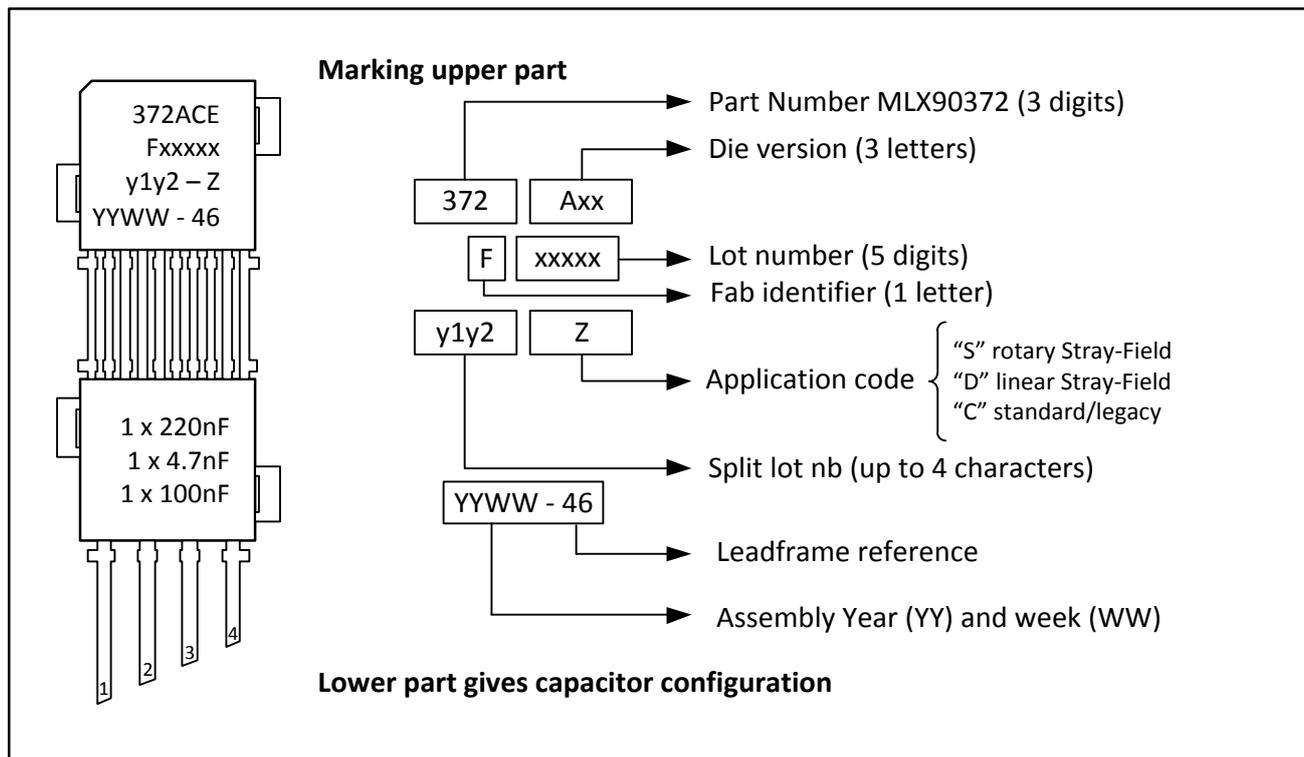 Marking upper part
372ACE
Fxxxxx
y1y2 – Z
YYWW - 46
1 x 220nF
1 x 4.7nF
1 x 100nF
1
2
3
4
Part Number MLX90372 (3 digits)
Die version (3 letters)
372 Axx
F xxxxx
Lot number (5 digits)
Fab identifier (1 letter)
y1y2 Z
Application code
“S” rotary Stray-Field
“D” linear Stray-Field
“C” standard/legacy
Split lot nb (up to 4 characters)
YYWW - 46
Leadframe reference
Assembly Year (YY) and week (WW)
Lower part gives capacitor configuration